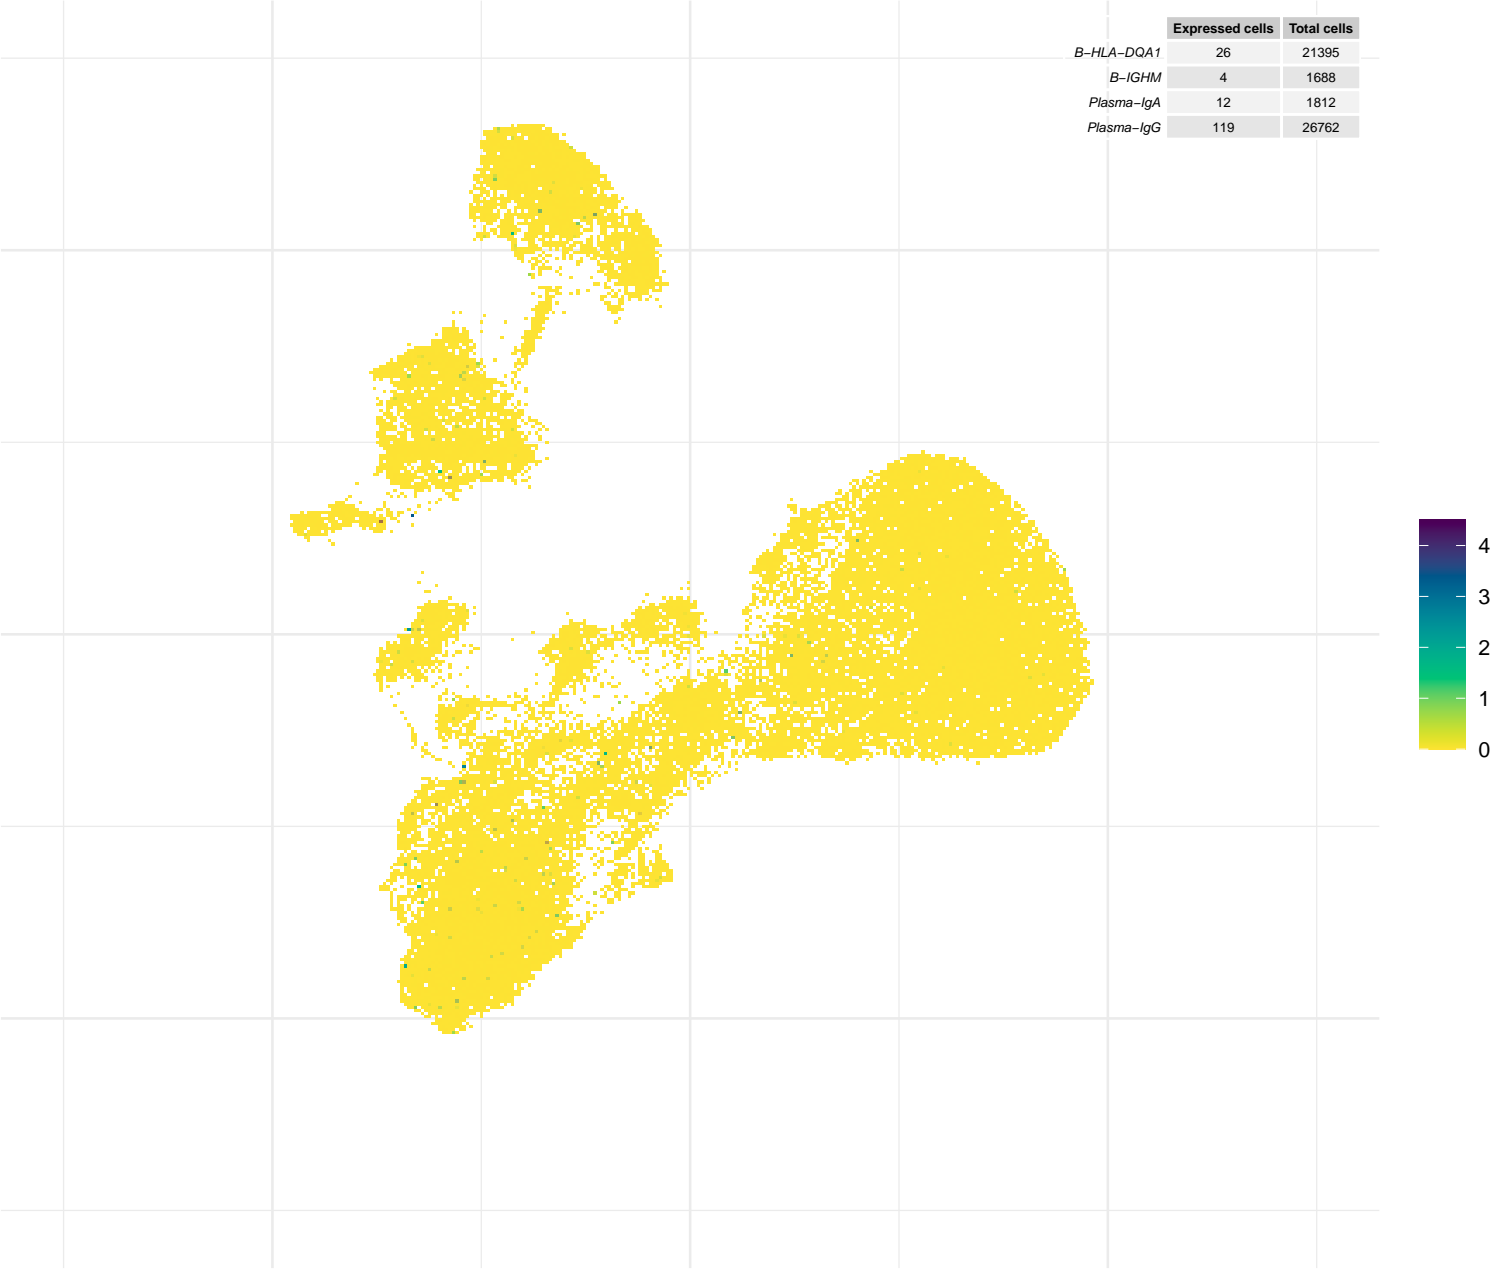 Expressed cells Total cells
B−HLA−DQA1 26 21395
B−IGHM 4 1688
Plasma−IgA 12 1812
Plasma−IgG 119 26762
4
3
2
1
0